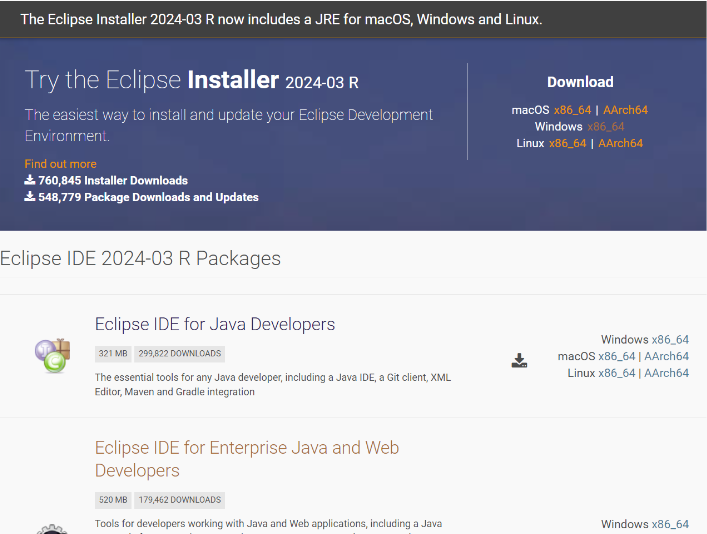 The Eclipse Installer 2024-03 R now includes a JRE for macOS, Windows and Linux.
Try the Eclipse Installer 2024-03 R
The easiest way to install and update your Eclipse Development
Environment.
Find out more
760,845 Installer Downloads
548,779 Package Downloads and Updates
Download
macOS x86_64 | AArch64
Windows x86_64
Linux x86_64 | AArch64
Eclipse IDE 2024-03 R Packages
Eclipse IDE for Java Developers
321 MB 299,822 DOWNLOADS
The essential tools for any Java developer, including a Java IDE, a Git client, XML
Editor, Maven and Gradle integration
Windows x86_64
macOS x86_64 | AArch64
Linux x86_64 | AArch64
Eclipse IDE for Enterprise Java and Web
Developers
520 MB 179,462 DOWNLOADS
Tools for developers working with Java and Web applications, including a Java
Windows x86_64